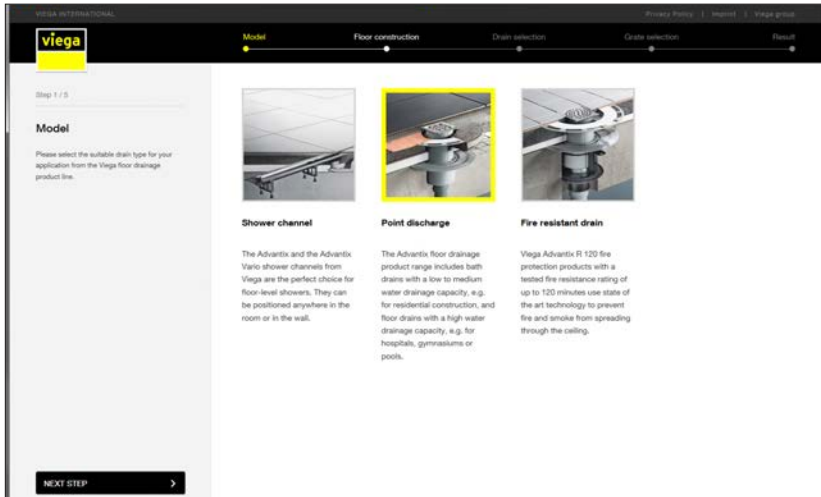 VIEGA INTERNATIONAL
Privacy Policy | Imprint | Viega group
viega
Model
Floor construction
Drain selection
Grate selection
Result
Step 1 / 5
Model
Please select the suitable drain type for your
application from the Viega floor drainage
product line.
Shower channel
The Advantix and the Advantix
Vario shower channels from
Viega are the perfect choice for
floor-level showers. They can
be positioned anywhere in the
room or in the wall.
Point discharge
The Advantix floor drainage
product range includes bath
drains with a low to medium
water drainage capacity, e.g.
for residential construction, and
floor drains with a high water
drainage capacity, e.g. for
hospitals, gymnasiums or
pools.
Fire resistant drain
Viega Advantix R 120 fire
protection products with a
tested fire resistance rating of
up to 120 minutes use state of
the art technology to prevent
fire and smoke from spreading
through the ceiling.
NEXT STEP